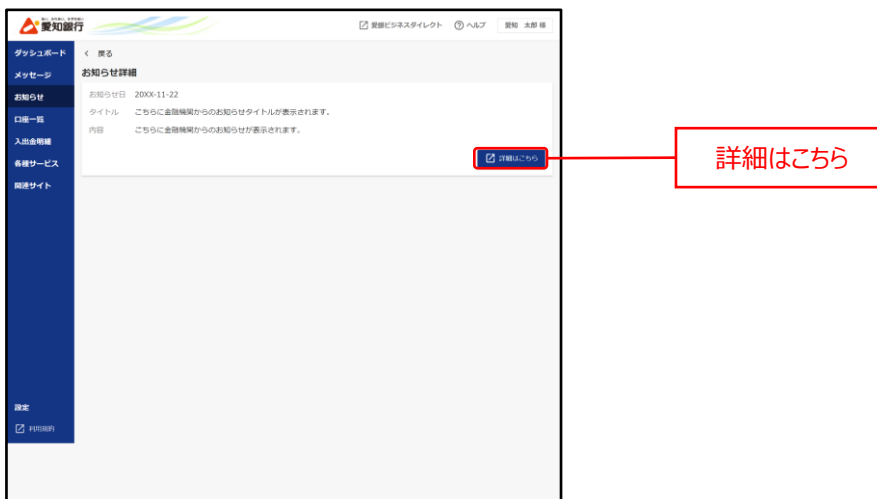 愛知銀行
愛銀ビジネスダイレクト
ヘルプ
愛知 太郎 様
ダッシュボード
メッセージ
お知らせ
口座一覧
入出金明細
各種サービス
関連サイト
設定
利用規約
< 戻る
お知らせ詳細
お知らせ日 20XX-11-22
タイトル こちらに金融機関からのお知らせタイトルが表示されます。
内容 こちらに金融機関からのお知らせが表示されます。
詳細はこちら
詳細はこちら